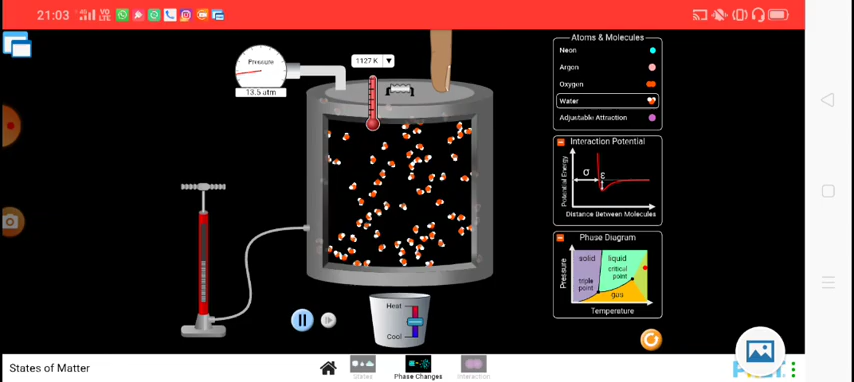 21:03
Pressure
13.5 atm
1127 K
Atoms & Molecules
Neon
Argon
Oxygen
Water
Adjustable Attraction
Interaction Potential
Potential Energy
σ
ε
Distance Between Molecules
Phase Diagram
Pressure
solid
liquid
critical
point
triple
point
gas
Temperature
Heat
Cool
States of Matter
States
Phase Changes
Interaction